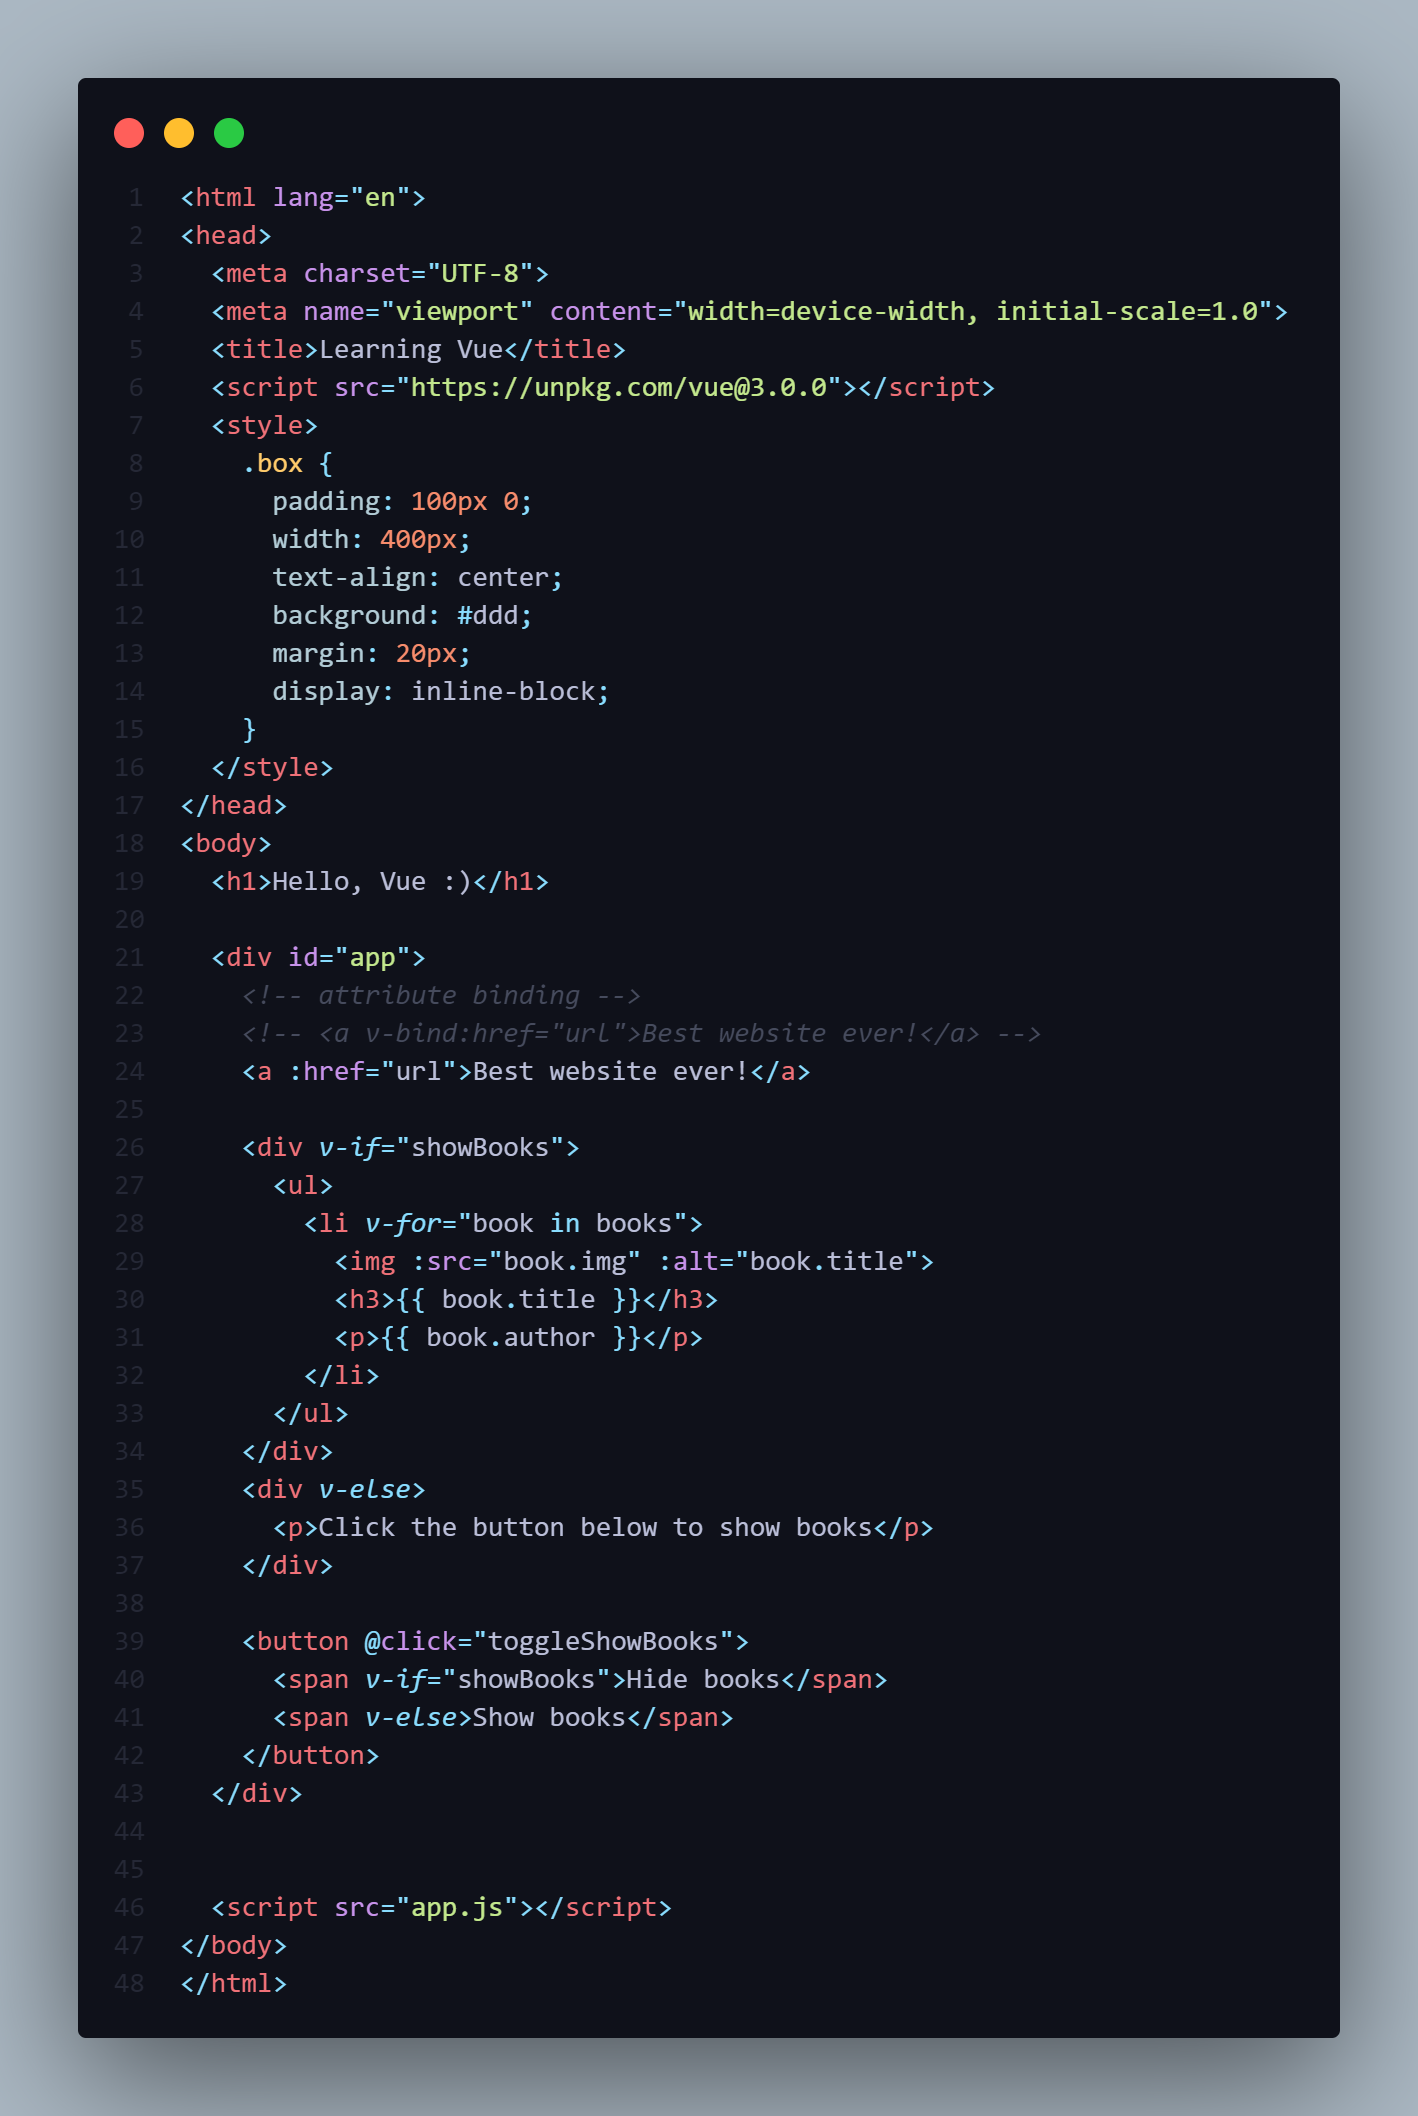 1 <html lang="en">
2 <head>
3   <meta charset="UTF-8">
4   <meta name="viewport" content="width=device-width, initial-scale=1.0">
5   <title>Learning Vue</title>
6   <script src="https://unpkg.com/vue@3.0.0"></script>
7   <style>
8     .box {
9       padding: 100px 0;
10       width: 400px;
11       text-align: center;
12       background: #ddd;
13       margin: 20px;
14       display: inline-block;
15     }
16   </style>
17 </head>
18 <body>
19   <h1>Hello, Vue :)</h1>
20
21   <div id="app">
22     <!-- attribute binding -->
23     <!-- <a v-bind:href="url">Best website ever!</a> -->
24     <a :href="url">Best website ever!</a>
25
26     <div v-if="showBooks">
27       <ul>
28         <li v-for="book in books">
29           <img :src="book.img" :alt="book.title">
30           <h3>{{ book.title }}</h3>
31           <p>{{ book.author }}</p>
32         </li>
33       </ul>
34     </div>
35     <div v-else>
36       <p>Click the button below to show books</p>
37     </div>
38
39     <button @click="toggleShowBooks">
40       <span v-if="showBooks">Hide books</span>
41       <span v-else>Show books</span>
42     </button>
43   </div>
44
45
46   <script src="app.js"></script>
47 </body>
48 </html>